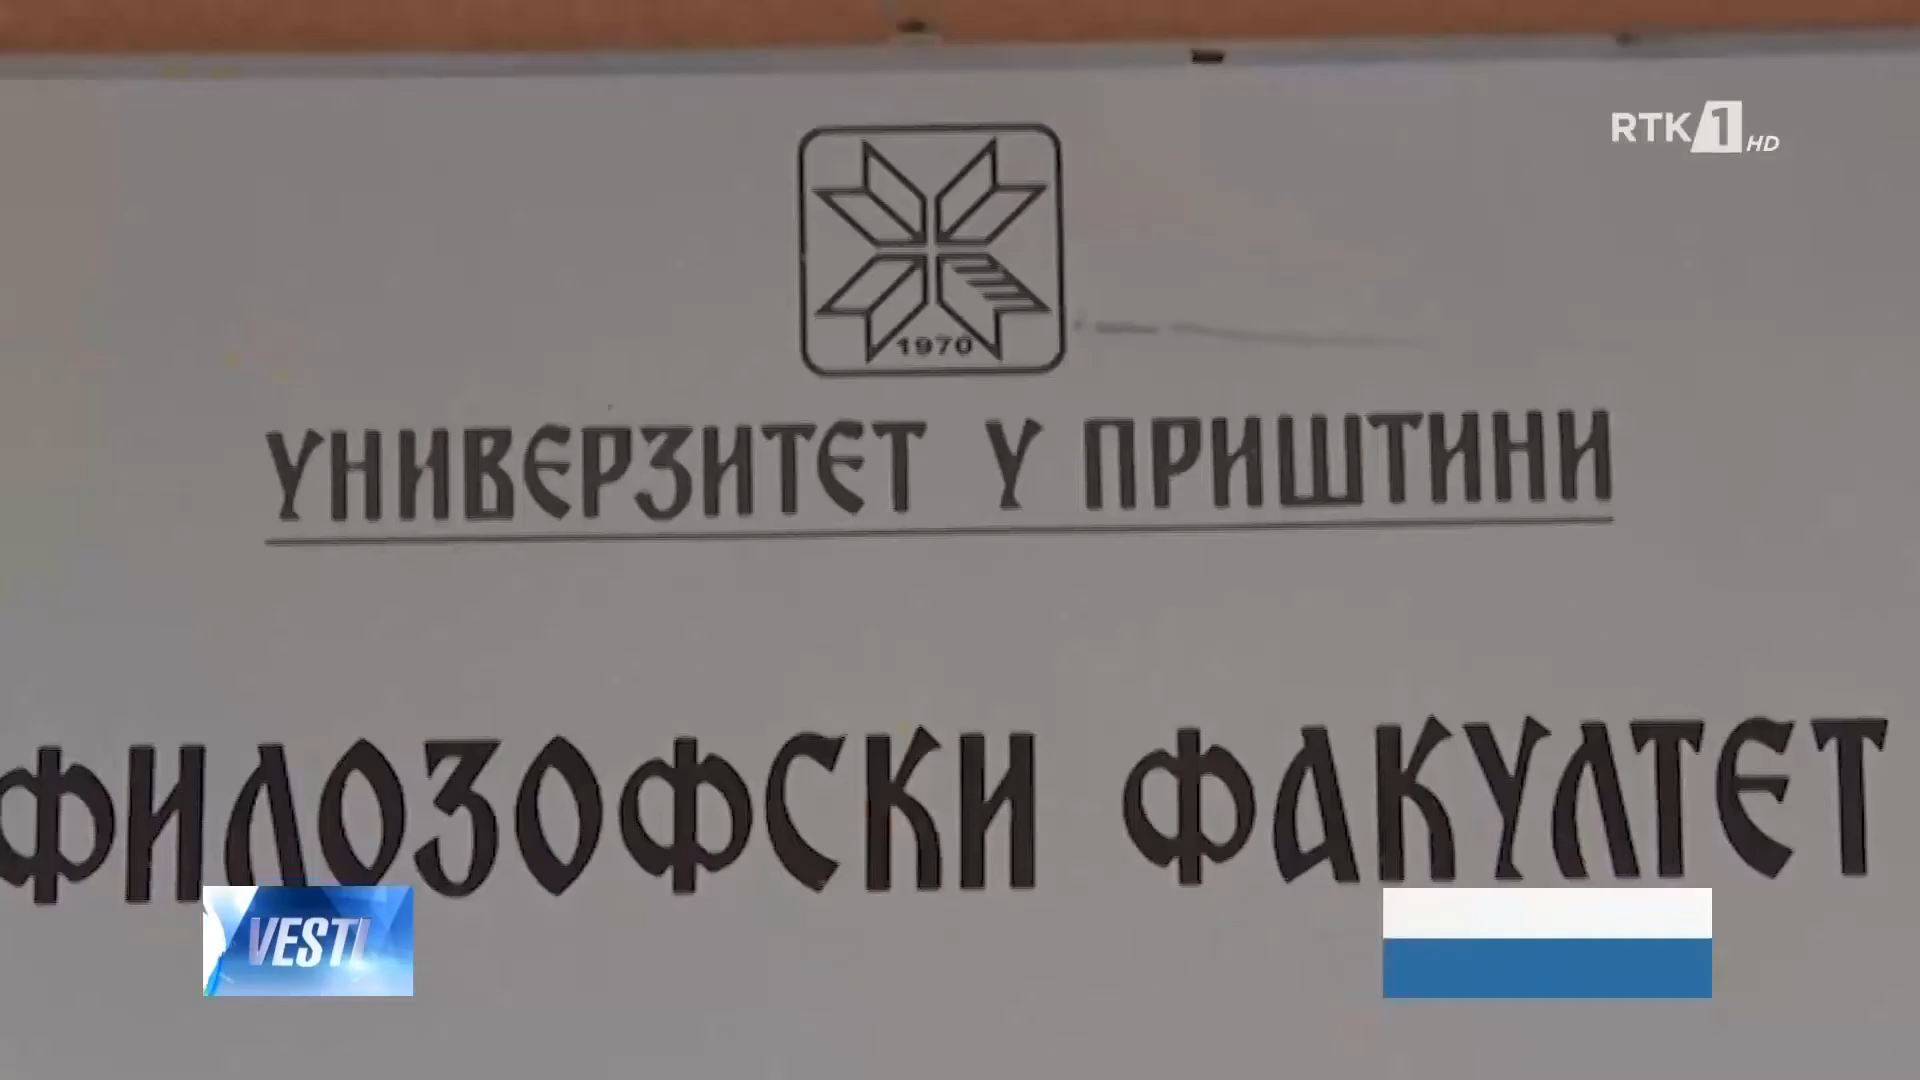 RTK 1 HD
1970
УНИВЕРЗИТЕТ У ПРИШТИНИ
ФИЛОЗОФСКИ ФАКУЛТЕТ
VESTI